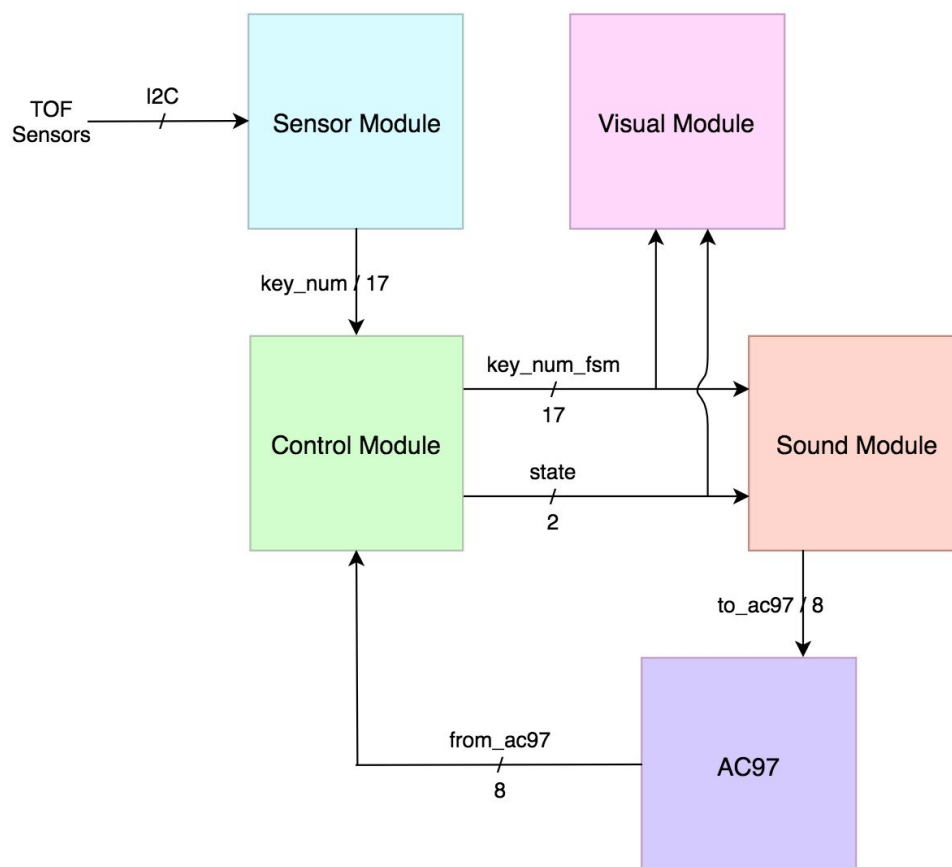 I2C
TOF
Sensors
Sensor Module
Visual Module
key_num / 17
key_num_fsm
17
Control Module
Sound Module
state
2
to_ac97 / 8
from_ac97
8
AC97